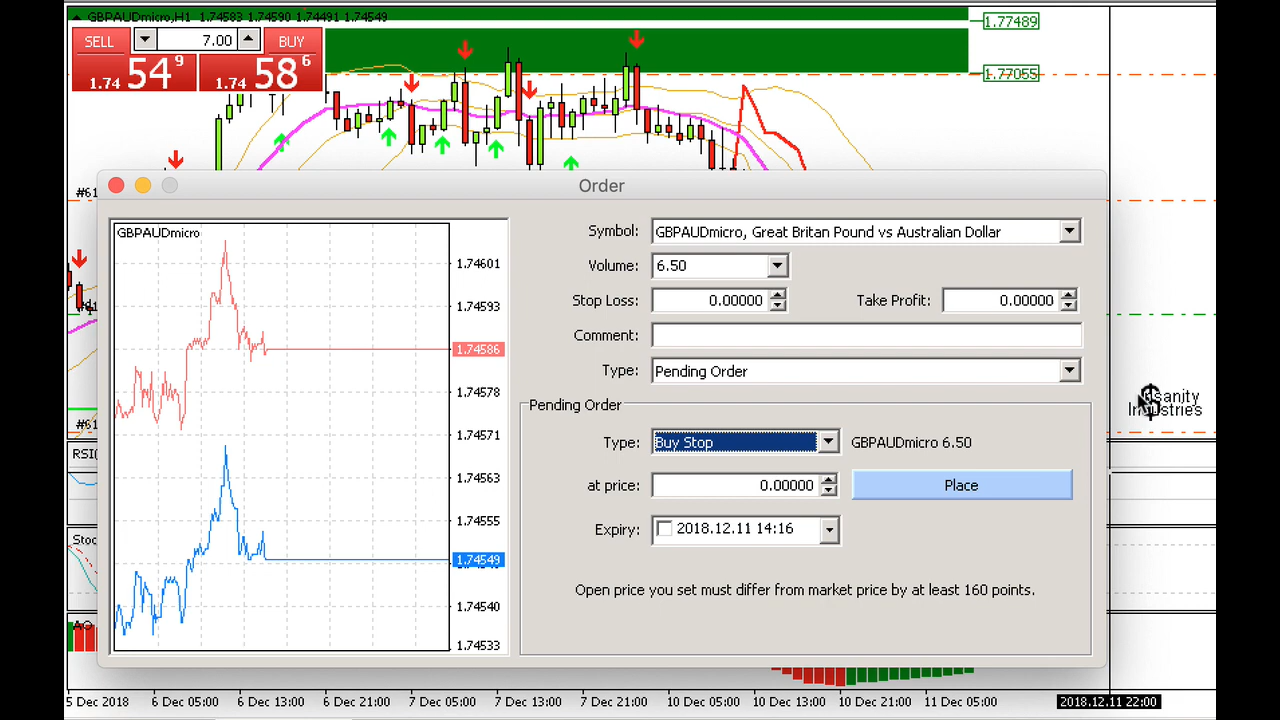 GBPAUDmicro,H1 1.74583 1.74590 1.74491 1.74549
1.77489
SELL 7.00 BUY
1.74 54 9 1.74 58 6
1.77055
#61
Order
GBPAUDmicro
Symbol: GBPAUDmicro, Great Britan Pound vs Australian Dollar
Volume: 6.50
Stop Loss: 0.00000 Take Profit: 0.00000
Comment:
Type: Pending Order
Pending Order
Type: Buy Stop GBPAUDmicro 6.50
at price: 0.00000 Place
Expiry: 2018.12.11 14:16
Open price you set must differ from market price by at least 160 points.
1.74601
1.74593
1.74586
1.74578
1.74571
1.74563
1.74555
1.74549
1.74540
1.74533
#61
RSI(
Stoc
AO
Industries
5 Dec 2018 6 Dec 05:00 6 Dec 13:00 6 Dec 21:00 7 Dec 05:00 7 Dec 13:00 7 Dec 21:00 10 Dec 05:00 10 Dec 13:00 10 Dec 21:00 11 Dec 05:00 2018.12.11 22:00